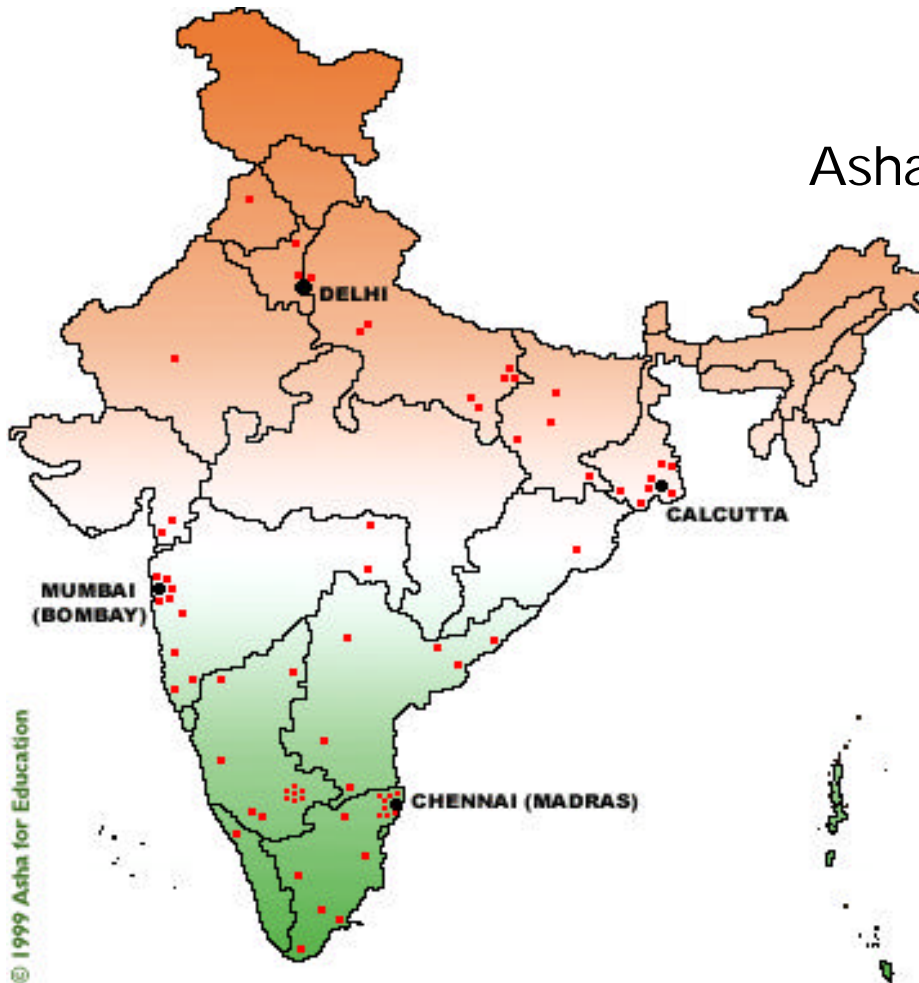 Asha
DELHI
CALCUTTA
MUMBAI
(BOMBAY)
CHENNAI (MADRAS)
© 1999 Asha for Education